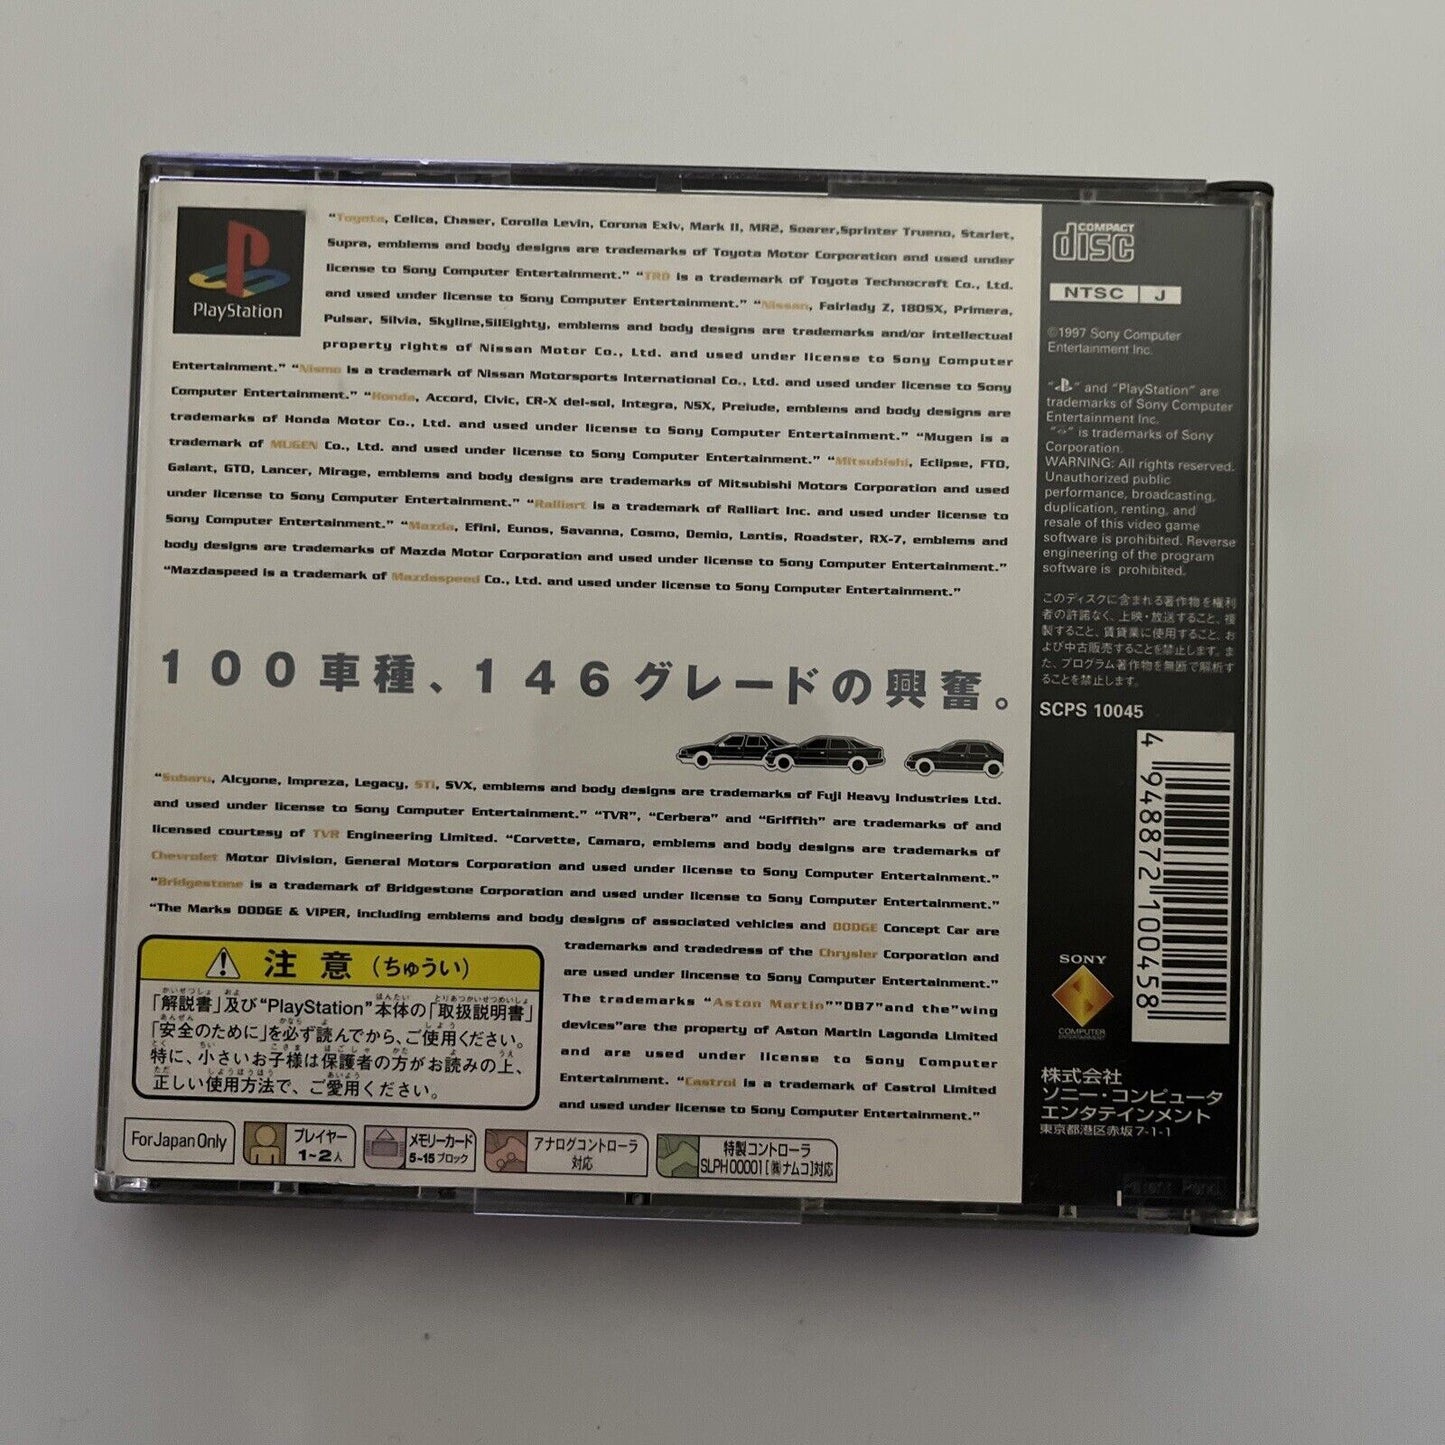 PlayStation
"Toyota, Celica, Chaser, Corolla Levin, Corona Exiv, Mark II, MR2, Soarer,Sprinter Trueno, Starlet,
Supra, emblems and body designs are trademarks of Toyota Motor Corporation and used under
license to Sony Computer Entertainment." "TRD is a trademark of Toyota Technocraft Co., Ltd.
and used under license to Sony Computer Entertainment." "Nissan, Fairlady Z, 180SX, Primera,
Pulsar, Silvia, Skyline,SilEighty, emblems and body designs are trademarks and/or intellectual
property rights of Nissan Motor Co., Ltd. and used under license to Sony Computer
Entertainment." "Nismo is a trademark of Nissan Motorsports International Co., Ltd. and used under license to Sony
Computer Entertainment." "Honda, Accord, Civic, CR-X del-sol, Integra, NSX, Prelude, emblems and body designs are
trademarks of Honda Motor Co., Ltd. and used under license to Sony Computer Entertainment." "Mugen is a
trademark of MUGEN Co., Ltd. and used under license to Sony Computer Entertainment." "Mitsubishi, Eclipse, FTO,
Galant, GTO, Lancer, Mirage, emblems and body designs are trademarks of Mitsubishi Motors Corporation and used
under license to Sony Computer Entertainment." "Ralliart is a trademark of Ralliart Inc. and used under license to
Sony Computer Entertainment." "Mazda, Efini, Eunos, Savanna, Cosmo, Demio, Lantis, Roadster, RX-7, emblems and
body designs are trademarks of Mazda Motor Corporation and used under license to Sony Computer Entertainment."
"Mazdaspeed is a trademark of Mazdaspeed Co., Ltd. and used under license to Sony Computer Entertainment."
100車種、146グレードの興奮。
"Subaru, Alcyone, Impreza, Legacy, STi, SVX, emblems and body designs are trademarks of Fuji Heavy Industries Ltd.
and used under license to Sony Computer Entertainment." "TVR", "Cerbera" and "Griffith" are trademarks of and
licensed courtesy of TVR Engineering Limited. "Corvette, Camaro, emblems and body designs are trademarks of
Chevrolet Motor Division, General Motors Corporation and used under license to Sony Computer Entertainment."
"Bridgestone is a trademark of Bridgestone Corporation and used under license to Sony Computer Entertainment."
"The Marks DODGE & VIPER, including emblems and body designs of associated vehicles and DODGE Concept Car are
trademarks and tradedress of the Chrysler Corporation and
are used under lincense to Sony Computer Entertainment."
The trademarks "Aston Martin""DB7"and the"wing
devices"are the property of Aston Martin Lagonda Limited
and are used under license to Sony Computer
Entertainment. "Castrol is a trademark of Castrol Limited
and used under license to Sony Computer Entertainment."
注意(ちゅうい)
「解説書」及び"PlayStation"本体の「取扱説明書」
「安全のために」を必ず読んでから、ご使用ください。
特に、小さいお子様は保護者の方がお読みの上、
正しい使用方法で、ご愛用ください。
For Japan Only
プレイヤー
1~2人
メモリーカード
5~15ブロック
アナログコントローラ
対応
特製コントローラ
SLPH 00001[㈱ナムコ]対応
COMPACT
disc
NTSC J
©1997 Sony Computer
Entertainment Inc.
" " and "PlayStation" are
trademarks of Sony Computer
Entertainment Inc.
" " is trademarks of Sony
Corporation.
WARNING: All rights reserved.
Unauthorized public
performance, broadcasting,
duplication, renting, and
resale of this video game
software is prohibited. Reverse
engineering of the program
software is prohibited.
このディスクに含まれる著作物を権利
者の許諾なく、上映・放送すること、複
製すること、賃貸業に使用すること、お
よび中古販売することを禁止します。ま
た、プログラム著作物を無断で解析す
ることを禁止します。
SCPS 10045
4 948872 100458
SONY
COMPUTER
ENTERTAINMENT
株式会社
ソニー・コンピュータ
エンタテインメント
東京都港区赤坂7-1-1